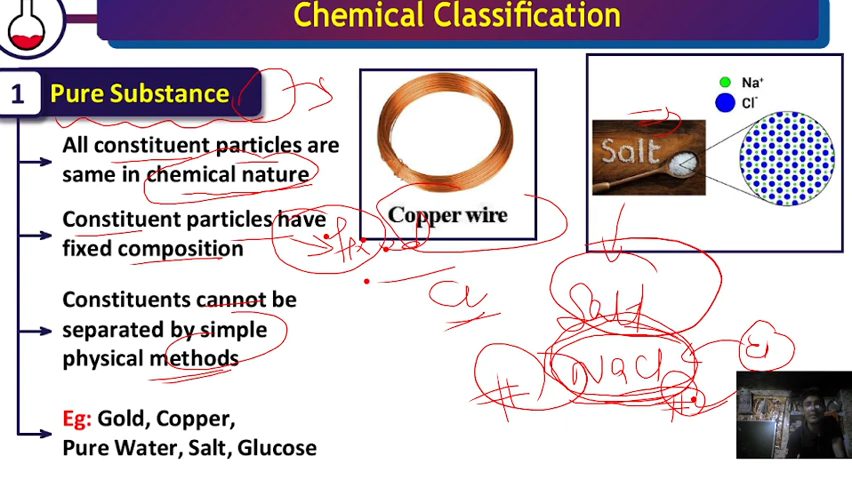 Chemical Classification
1 Pure Substance
All constituent particles are
same in chemical nature
Constituent particles have
fixed composition
Constituents cannot be
separated by simple
physical methods
Eg: Gold, Copper,
Pure Water, Salt, Glucose
Copper wire
Salt
Na⁺
Cl⁻
Salt
NaCl